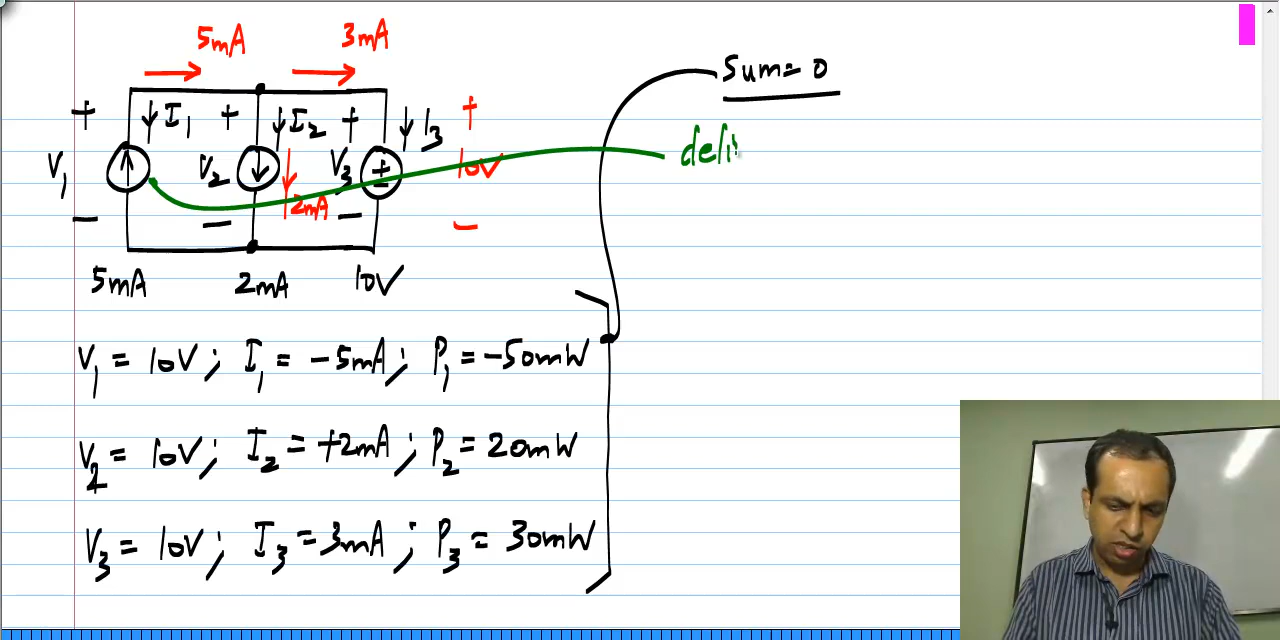 5mA 3mA
Sum = 0
+ ↓ I₁ + ↓ I₂ + ↓ I₃ +
deli
V₁ V₂ V₃ ± 10V
2mA
− − − −
5mA 2mA 10V
V₁ = 10V ; I₁ = −5mA ; P₁ = −50mW
V₂ = 10V ; I₂ = +2mA ; P₂ = 20mW
V₃ = 10V ; I₃ = 3mA ; P₃ = 30mW